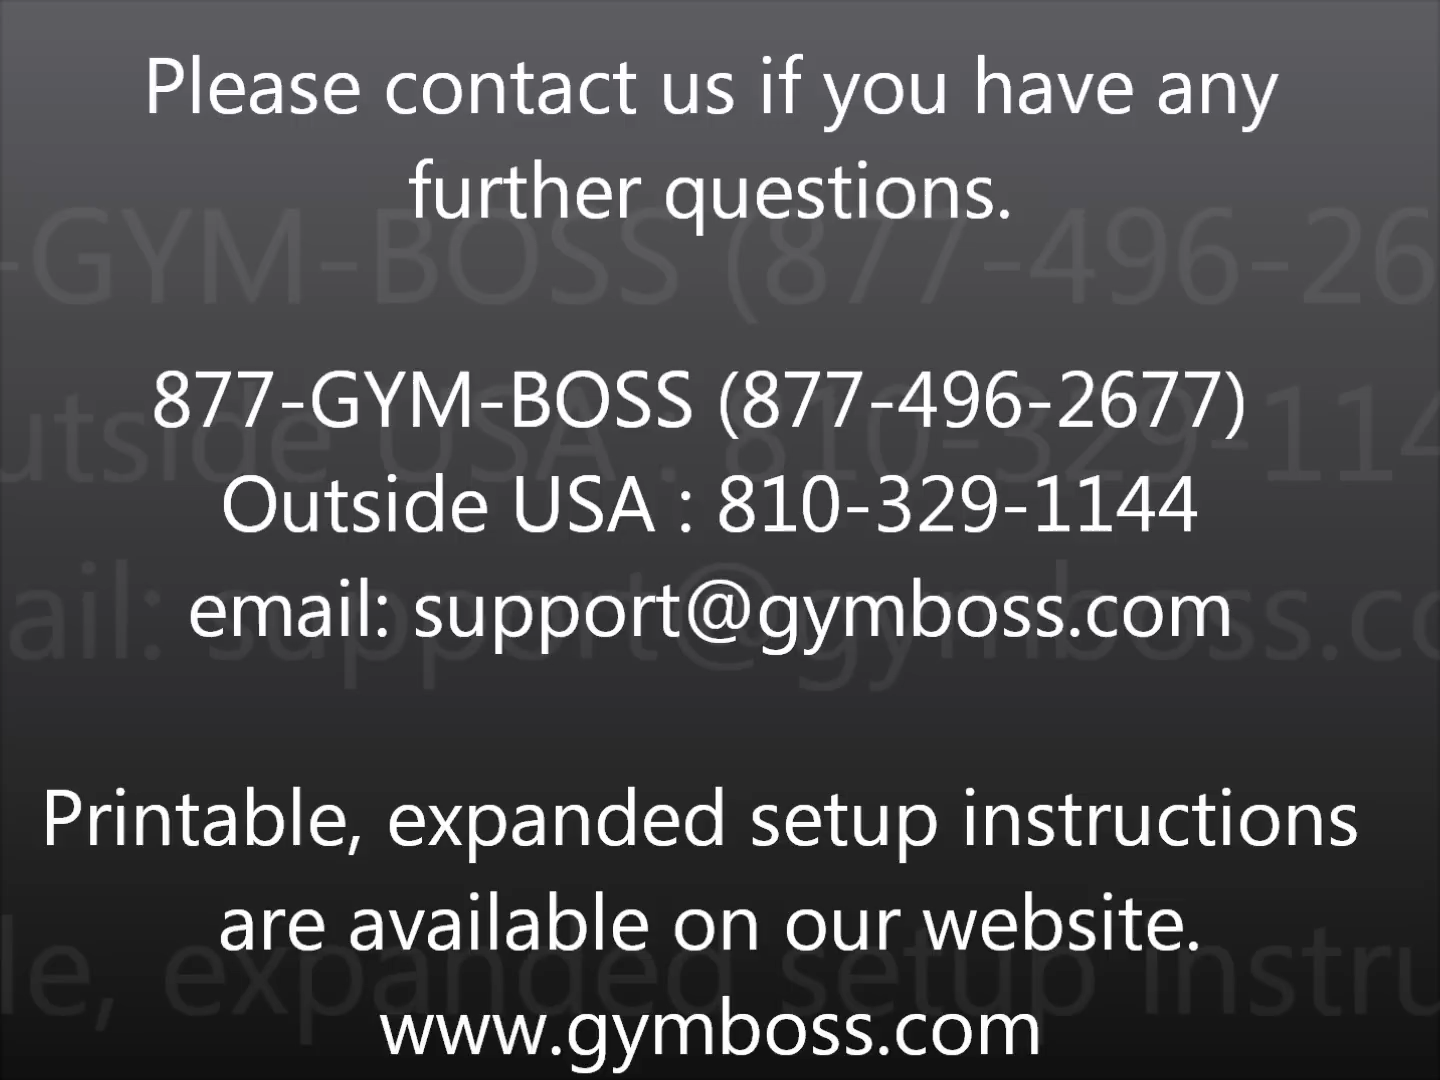 Please contact us if you have any
further questions.
877-GYM-BOSS (877-496-2677)
Outside USA : 810-329-1144
email: support@gymboss.com
Printable, expanded setup instructions
are available on our website.
www.gymboss.com